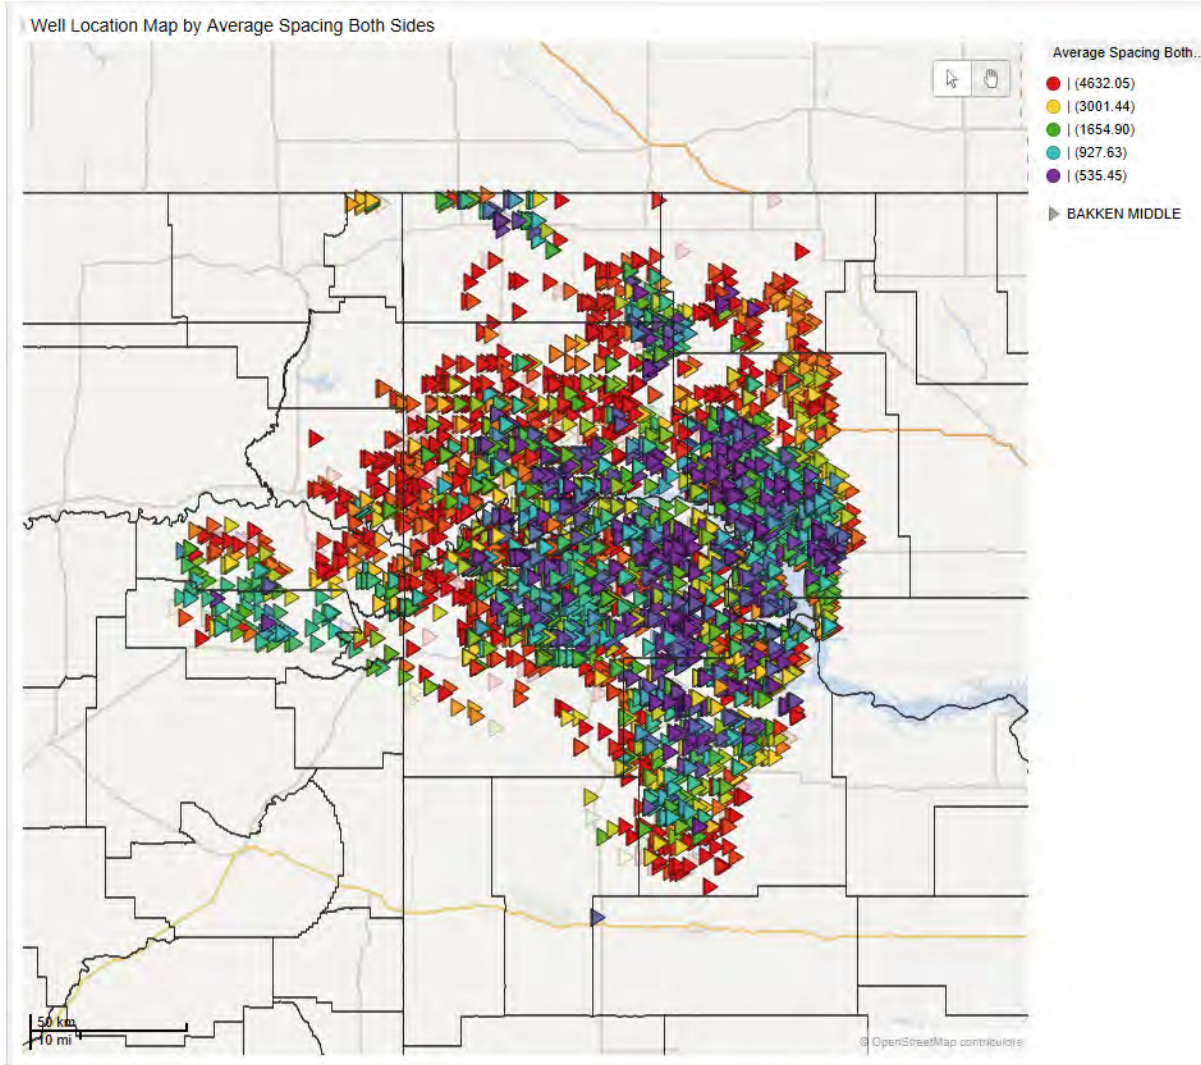 Well Location Map by Average Spacing Both Sides
Average Spacing Both...
| (4632.05)
| (3001.44)
| (1654.90)
| (927.63)
| (535.45)
BAKKEN MIDDLE
50 km
10 mi
© OpenStreetMap contributors